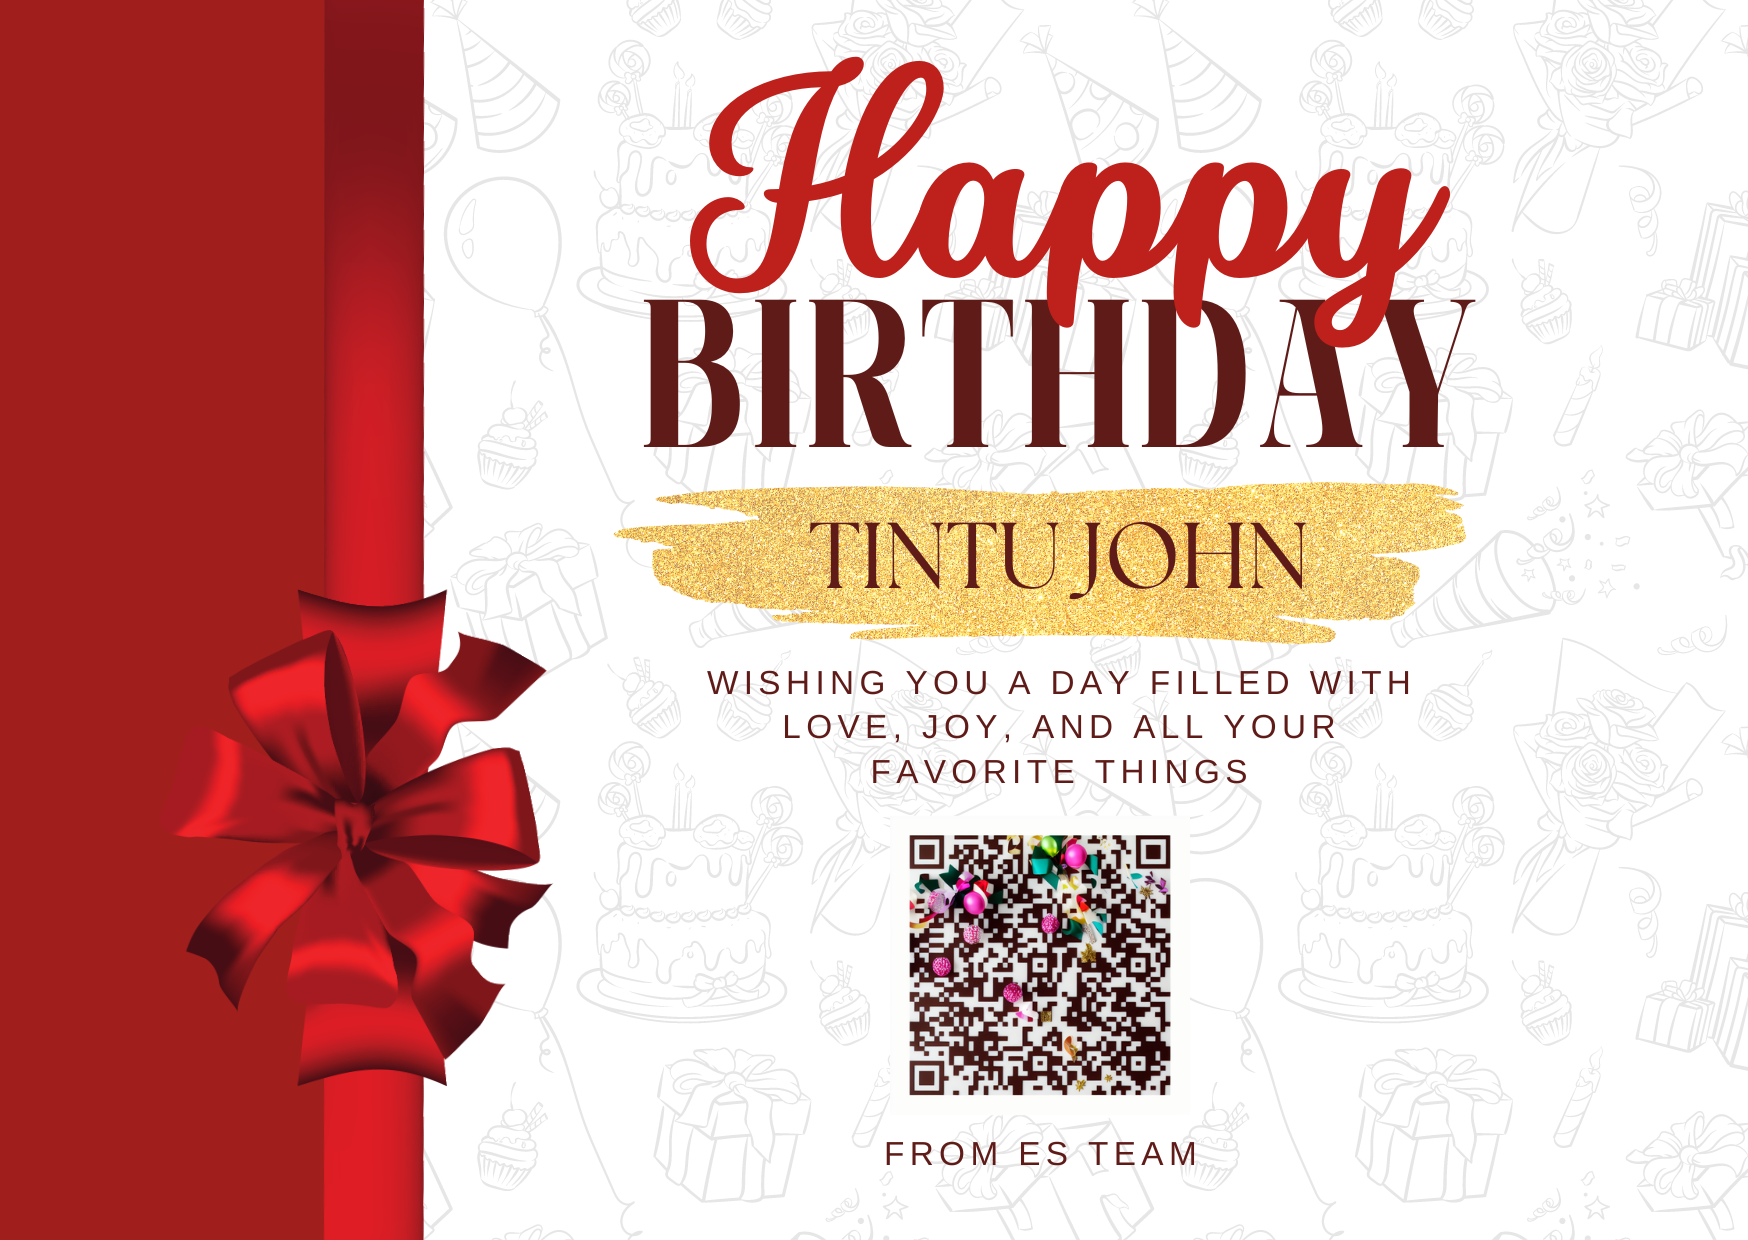 Happy
BIRTHDAY
TINTU JOHN
WISHING YOU A DAY FILLED WITH
LOVE, JOY, AND ALL YOUR
FAVORITE THINGS
FROM ES TEAM